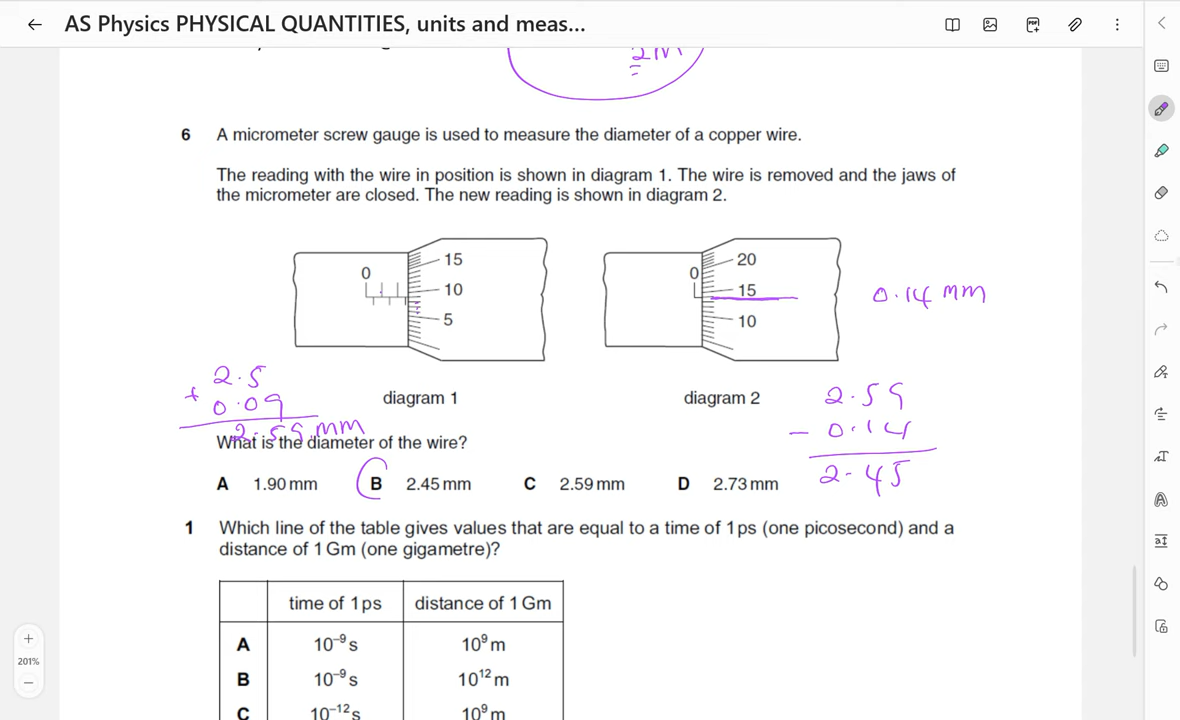 AS Physics PHYSICAL QUANTITIES, units and meas...
2
6 A micrometer screw gauge is used to measure the diameter of a copper wire.
The reading with the wire in position is shown in diagram 1. The wire is removed and the jaws of
the micrometer are closed. The new reading is shown in diagram 2.
0 15 10 5
0 20 15 10
0.14 mm
diagram 1
diagram 2
2.5
+ 0.09
2.59 mm
2.59
- 0.14
2.45
What is the diameter of the wire?
A 1.90 mm B 2.45 mm C 2.59 mm D 2.73 mm
1 Which line of the table gives values that are equal to a time of 1 ps (one picosecond) and a
distance of 1 Gm (one gigametre)?
time of 1 ps distance of 1 Gm
A 10⁻⁹ s 10⁹ m
B 10⁻⁹ s 10¹² m
C 10⁻¹² s 10⁹ m
201%